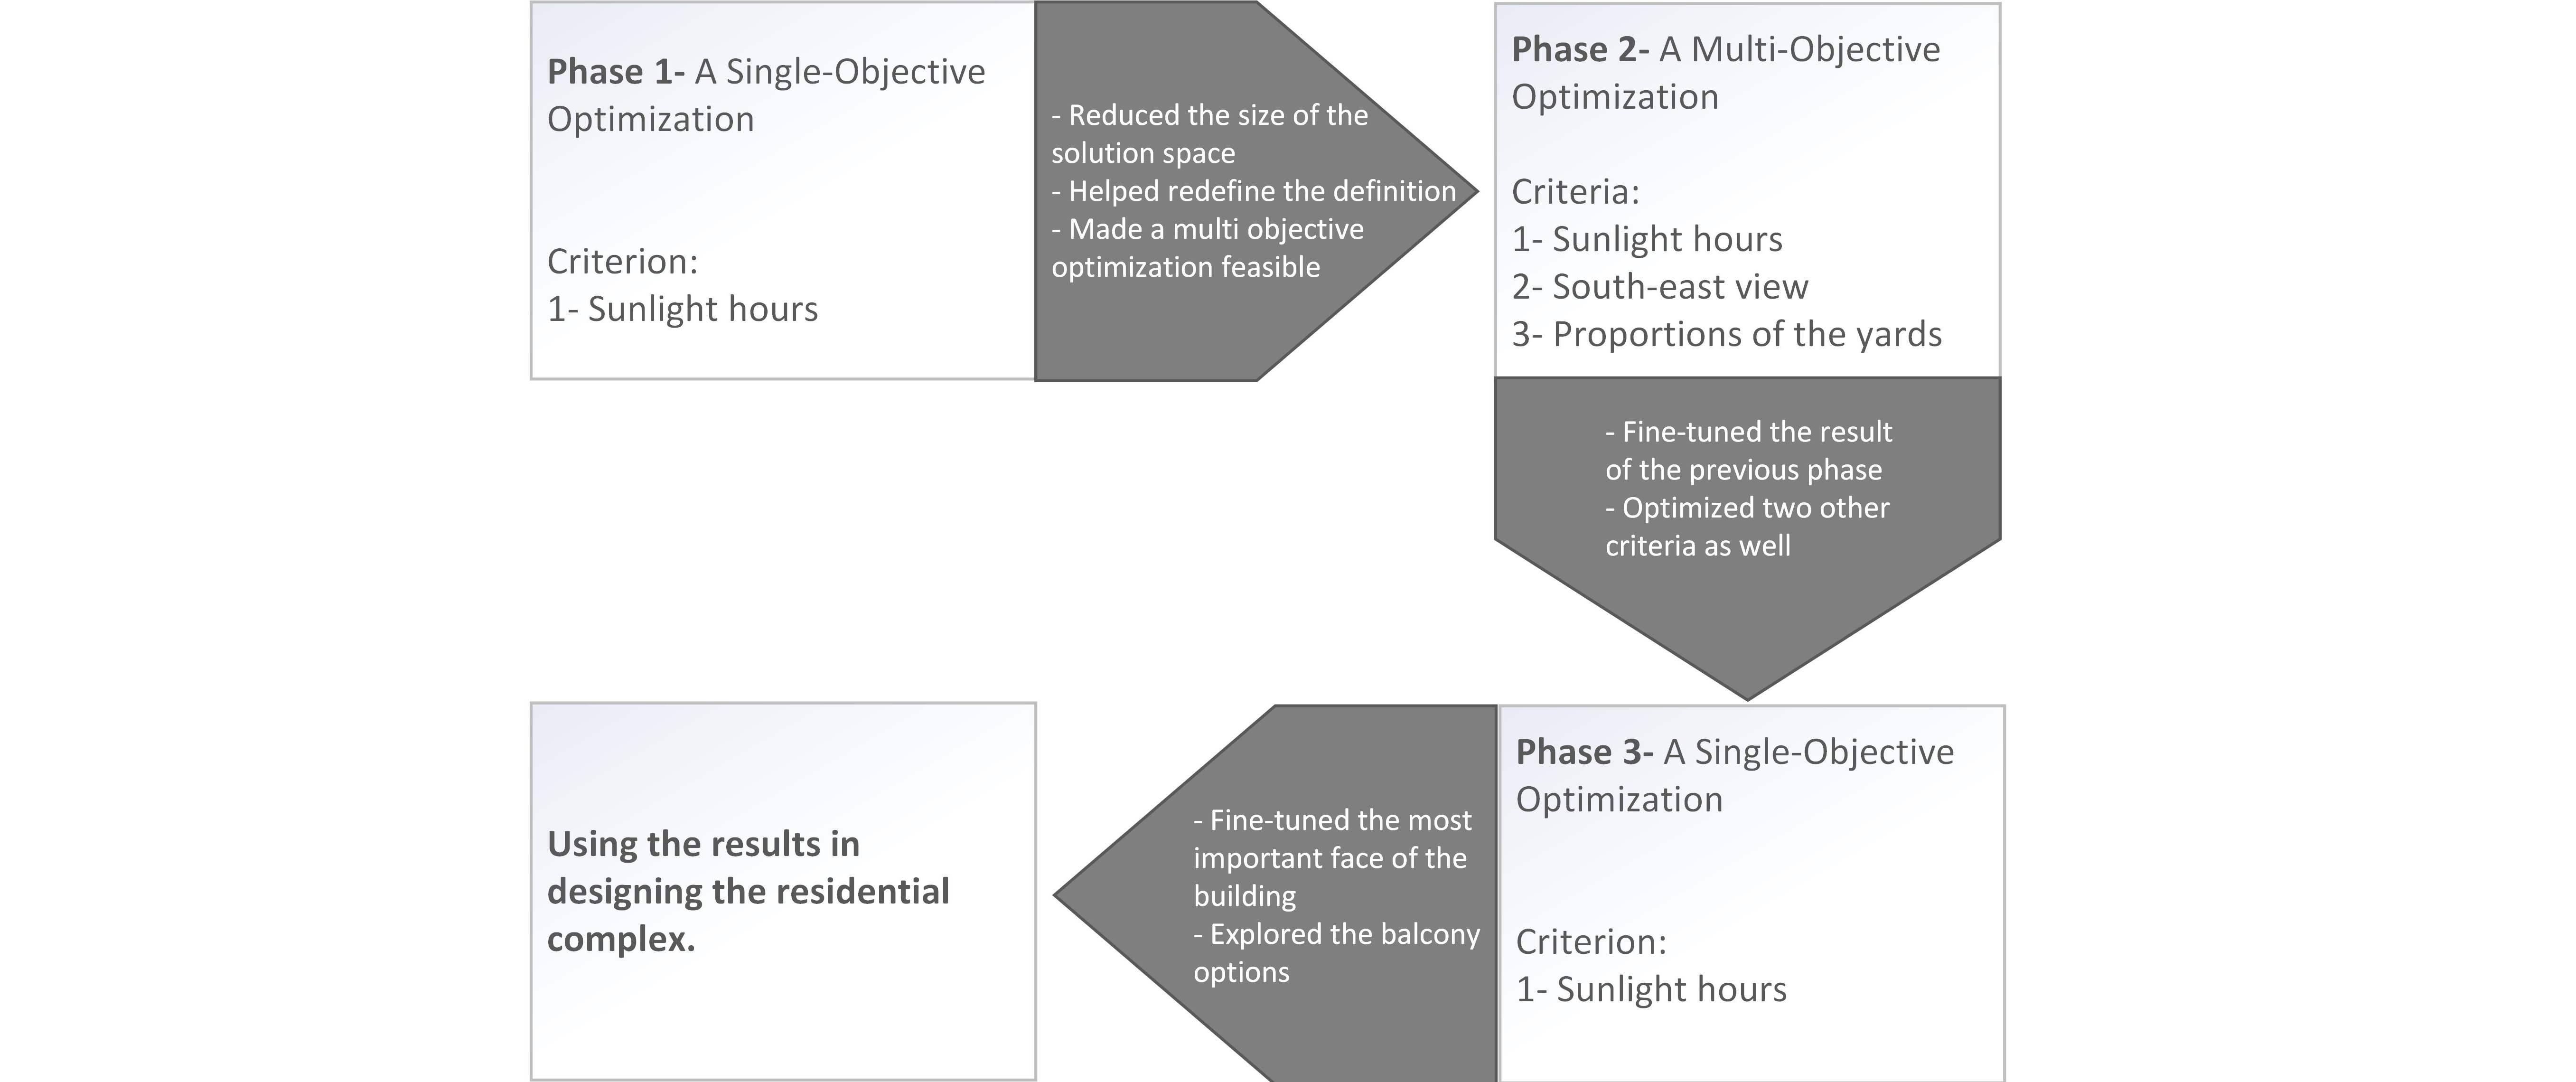 Phase 1- A Single-Objective
Optimization
Criterion:
1- Sunlight hours
- Reduced the size of the
solution space
- Helped redefine the definition
- Made a multi objective
optimization feasible
Phase 2- A Multi-Objective
Optimization
Criteria:
1- Sunlight hours
2- South-east view
3- Proportions of the yards
- Fine-tuned the result
of the previous phase
- Optimized two other
criteria as well
Phase 3- A Single-Objective
Optimization
Criterion:
1- Sunlight hours
- Fine-tuned the most
important face of the
building
- Explored the balcony
options
Using the results in
designing the residential
complex.